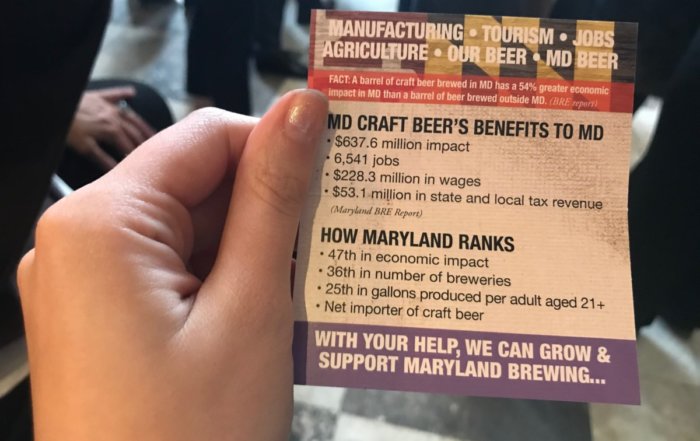 MANUFACTURING • TOURISM • JOBS
AGRICULTURE • OUR BEER • MD BEER
FACT: A barrel of craft beer brewed in MD has a 54% greater economic
impact in MD than a barrel of beer brewed outside MD. (BRE report)
MD CRAFT BEER'S BENEFITS TO MD
• $637.6 million impact
• 6,541 jobs
• $228.3 million in wages
• $53.1 million in state and local tax revenue
(Maryland BRE Report)
HOW MARYLAND RANKS
• 47th in economic impact
• 36th in number of breweries
• 25th in gallons produced per adult aged 21+
• Net importer of craft beer
WITH YOUR HELP, WE CAN GROW &
SUPPORT MARYLAND BREWING...